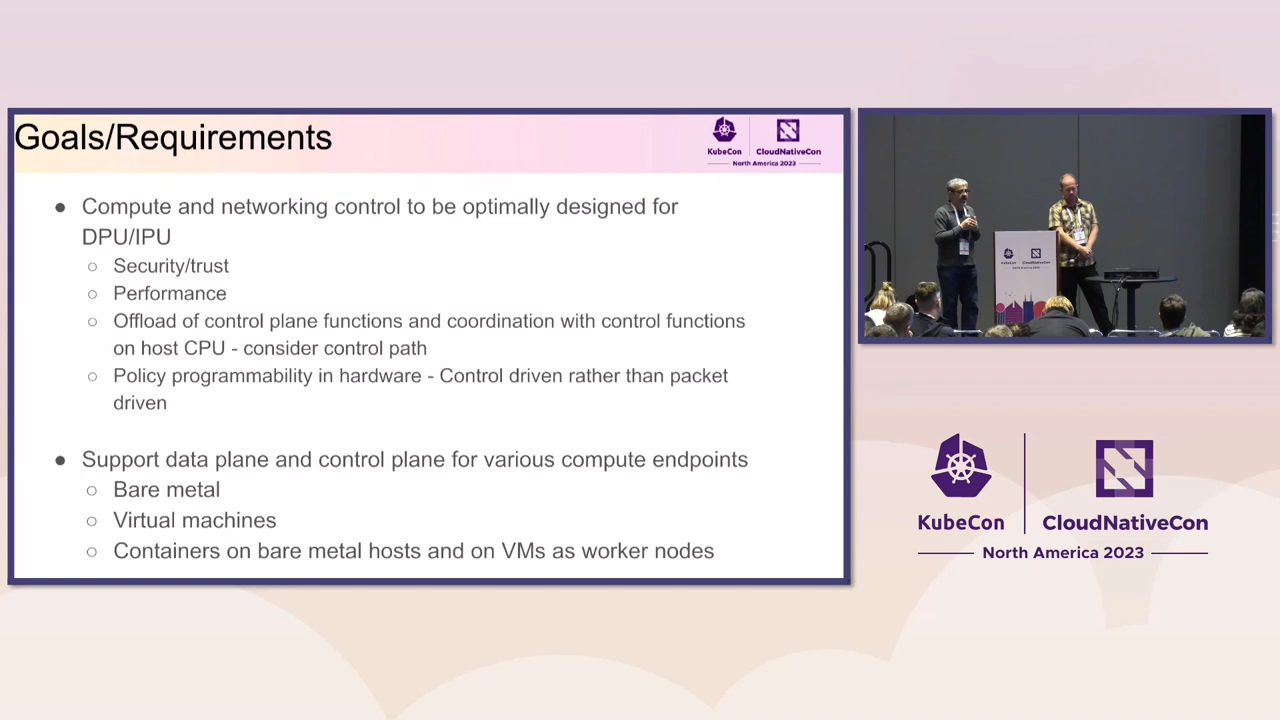 Goals/Requirements
KubeCon
CloudNativeCon
North America 2023
● Compute and networking control to be optimally designed for
DPU/IPU
○ Security/trust
○ Performance
○ Offload of control plane functions and coordination with control functions
on host CPU - consider control path
○ Policy programmability in hardware - Control driven rather than packet
driven
● Support data plane and control plane for various compute endpoints
○ Bare metal
○ Virtual machines
○ Containers on bare metal hosts and on VMs as worker nodes
KubeCon
CloudNativeCon
North America 2023